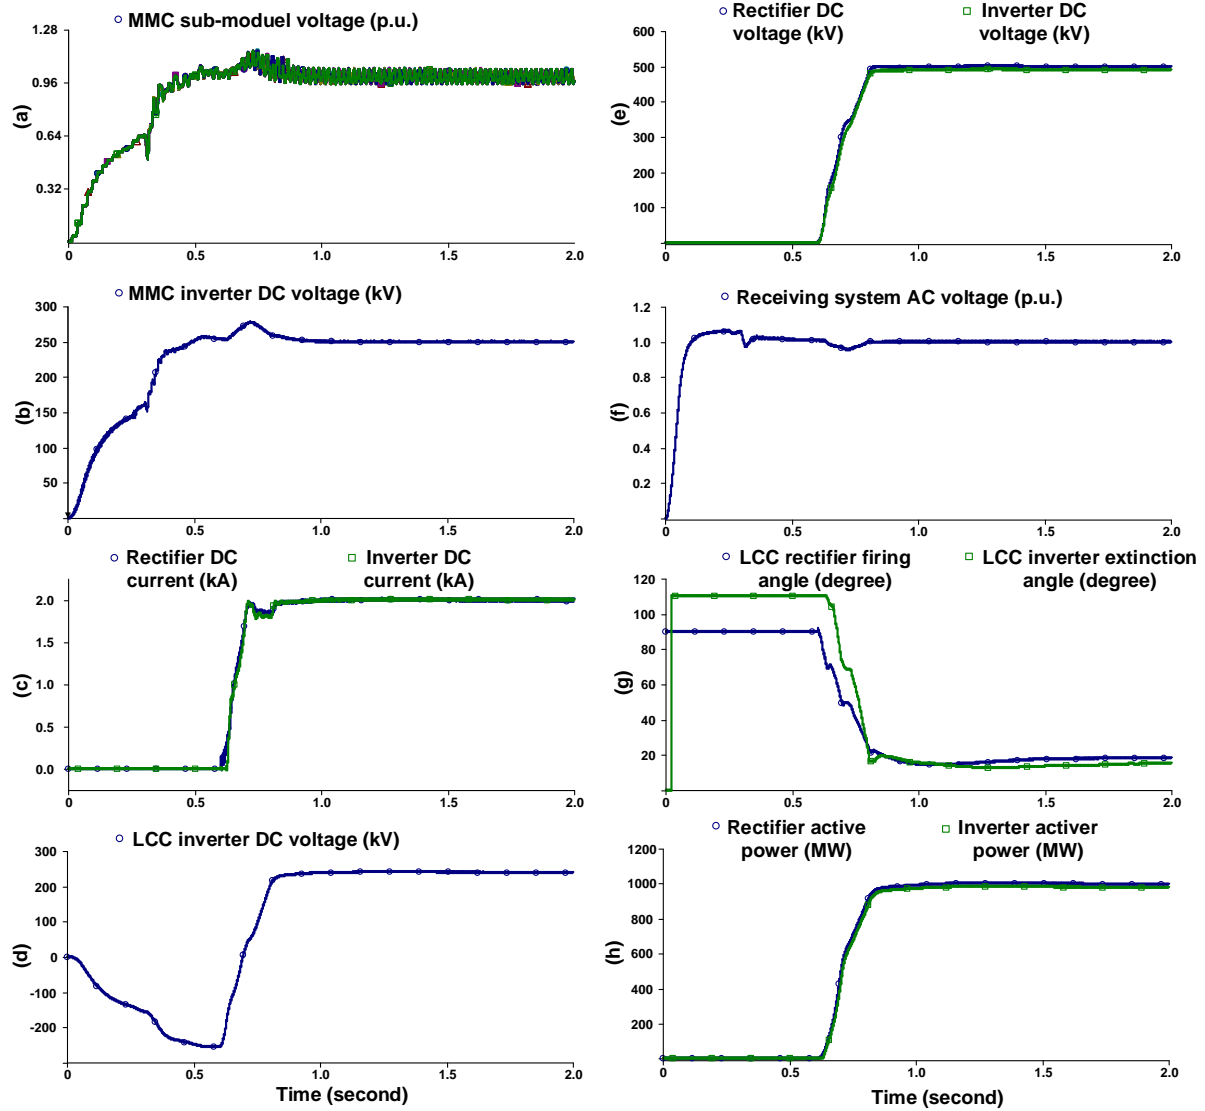 MMC sub-moduel voltage (p.u.)
1.28
0.96
0.64
0.32
(a)
0 0.5 1.0 1.5 2.0
MMC inverter DC voltage (kV)
300
250
200
150
100
50
(b)
0 0.5 1.0 1.5 2.0
Rectifier DC current (kA)
Inverter DC current (kA)
2.0
1.5
1.0
0.5
0.0
(c)
0 0.5 1.0 1.5 2.0
LCC inverter DC voltage (kV)
300
200
100
0
-100
-200
(d)
0 0.5 1.0 1.5 2.0
Time (second)
Rectifier DC voltage (kV)
Inverter DC voltage (kV)
600
500
400
300
200
100
(e)
0 0.5 1.0 1.5 2.0
Receiving system AC voltage (p.u.)
1.2
1.0
0.8
0.6
0.4
0.2
(f)
0 0.5 1.0 1.5 2.0
LCC rectifier firing angle (degree)
LCC inverter extinction angle (degree)
120
100
80
60
40
20
(g)
0 0.5 1.0 1.5 2.0
Rectifier active power (MW)
Inverter activer power (MW)
1200
1000
800
600
400
200
(h)
0 0.5 1.0 1.5 2.0
Time (second)